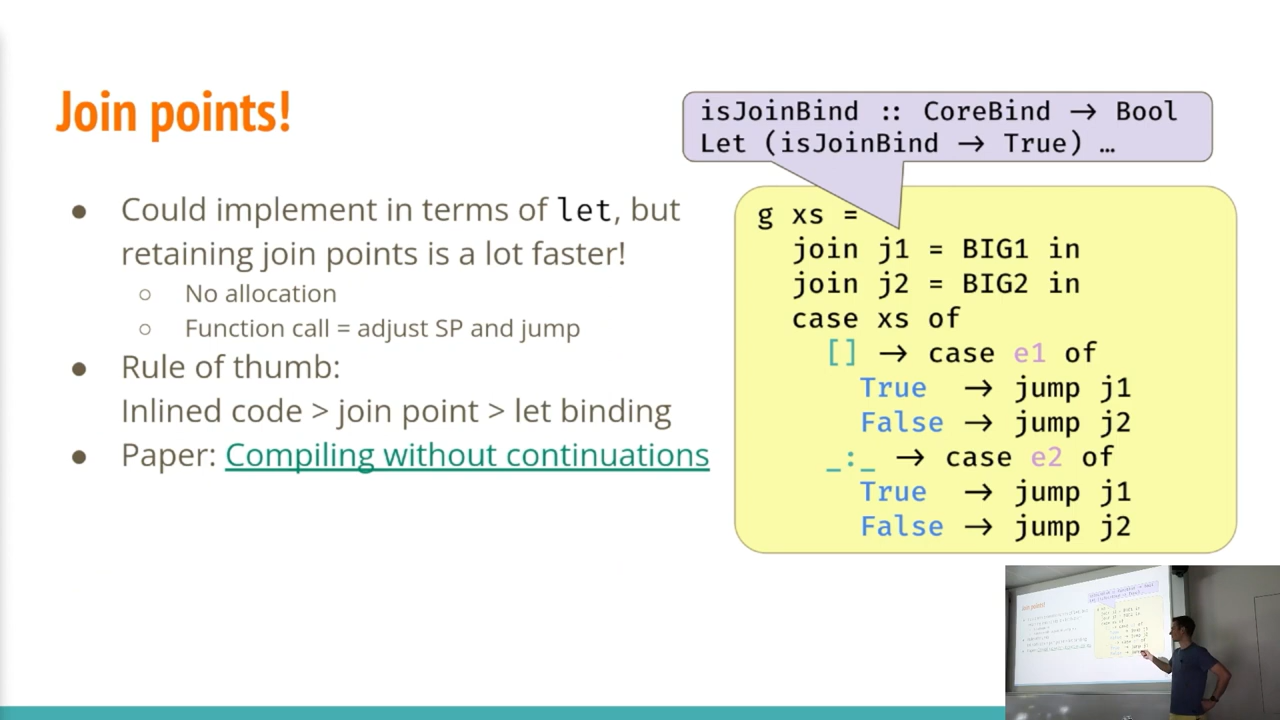 Join points!
● Could implement in terms of let, but
retaining join points is a lot faster!
○ No allocation
○ Function call = adjust SP and jump
● Rule of thumb:
Inlined code > join point > let binding
● Paper: Compiling without continuations
isJoinBind :: CoreBind → Bool
Let (isJoinBind → True) …
g xs =
join j1 = BIG1 in
join j2 = BIG2 in
case xs of
[] → case e1 of
True → jump j1
False → jump j2
_:_ → case e2 of
True → jump j1
False → jump j2